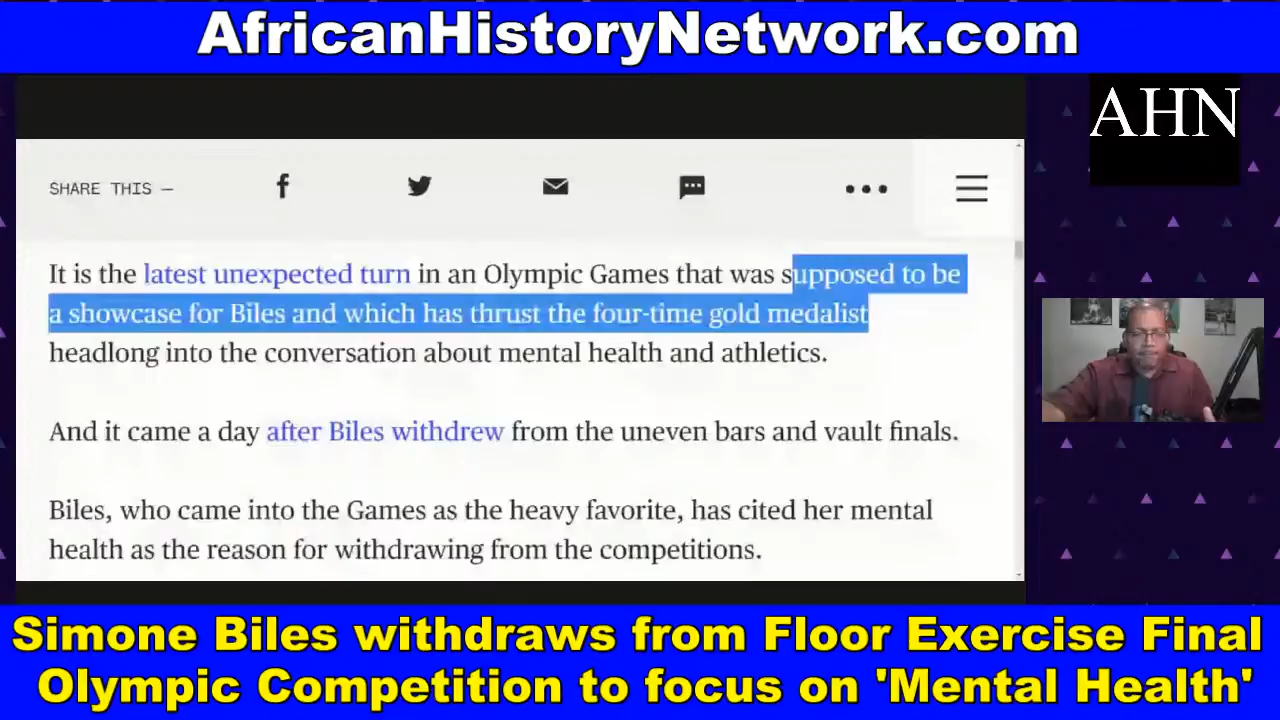 AfricanHistoryNetwork.com
AHN
SHARE THIS —
It is the latest unexpected turn in an Olympic Games that was supposed to be
a showcase for Biles and which has thrust the four-time gold medalist
headlong into the conversation about mental health and athletics.
And it came a day after Biles withdrew from the uneven bars and vault finals.
Biles, who came into the Games as the heavy favorite, has cited her mental
health as the reason for withdrawing from the competitions.
Simone Biles withdraws from Floor Exercise Final
Olympic Competition to focus on 'Mental Health'